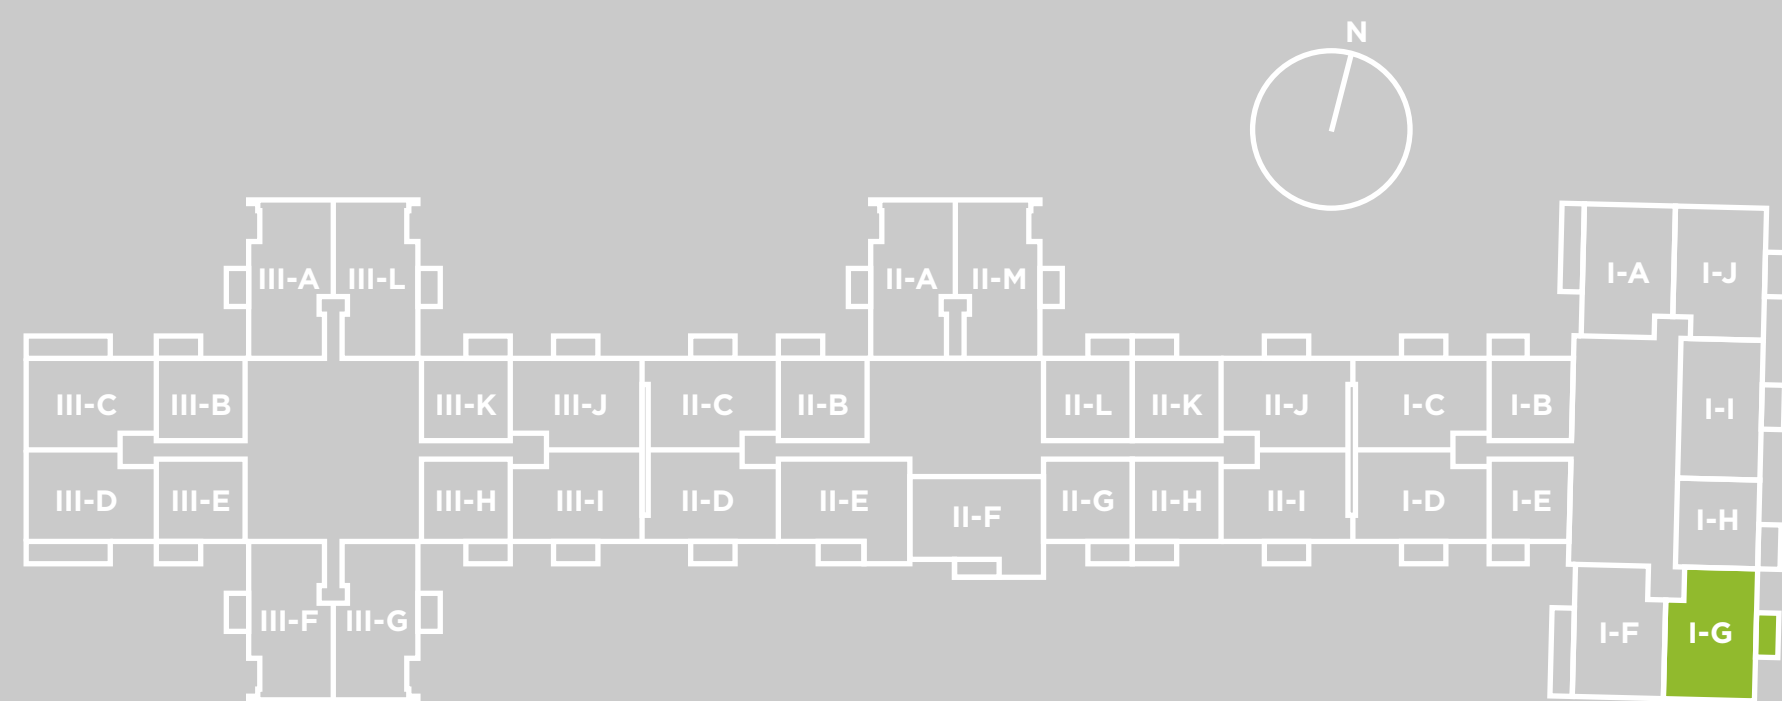 N
III-A III-L II-A II-M I-A I-J
III-C III-B III-K III-J II-C II-B II-L II-K II-J I-C I-B I-I
III-D III-E III-H III-I II-D II-E II-F II-G II-H II-I I-D I-E I-H
III-F III-G I-F I-G